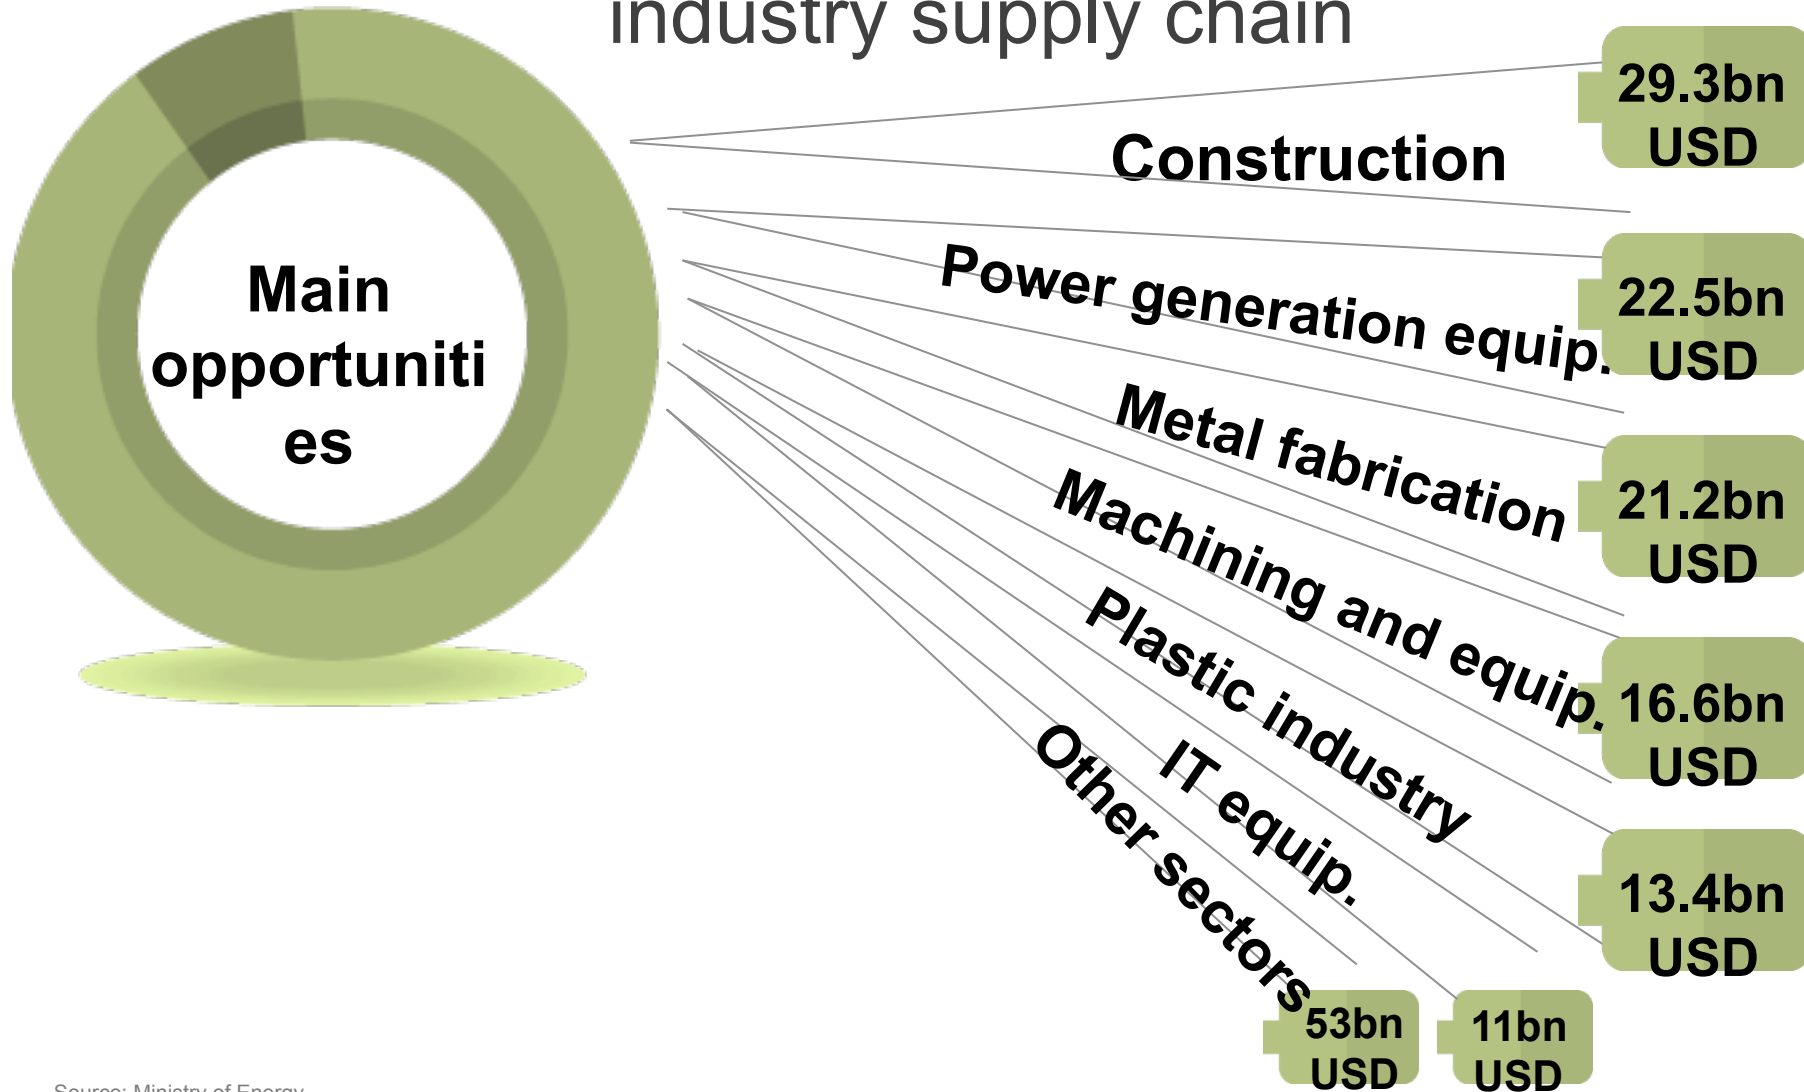 industry supply chain
29.3bn
USD
Construction
Main
opportuniti
es
Power generation equip.
22.5bn
USD
Metal fabrication
21.2bn
USD
Machining and equip.
16.6bn
USD
Plastic industry
13.4bn
USD
IT equip.
11bn
USD
Other sectors
53bn
USD
Source: Ministry of Energy